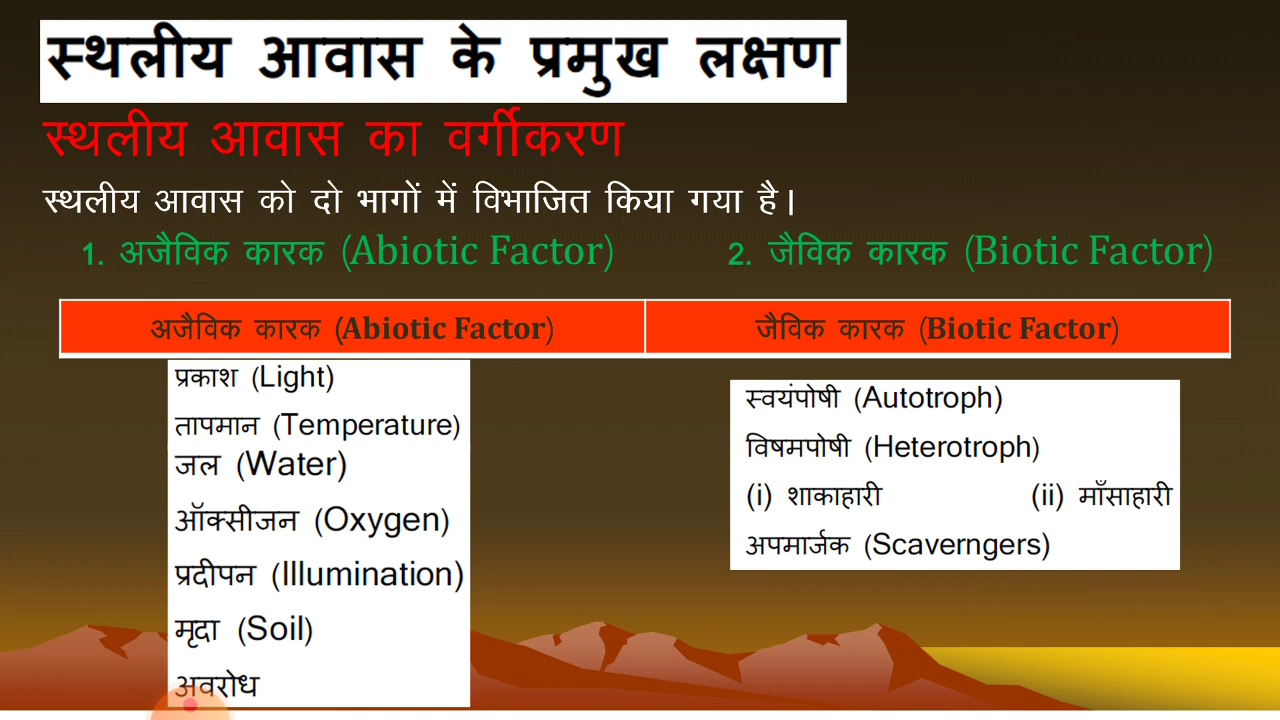 स्थलीय आवास के प्रमुख लक्षण
स्थलीय आवास का वर्गीकरण
स्थलीय आवास को दो भागों में विभाजित किया गया है।
1. अजैविक कारक (Abiotic Factor) 2. जैविक कारक (Biotic Factor)
अजैविक कारक (Abiotic Factor) जैविक कारक (Biotic Factor)
प्रकाश (Light)
तापमान (Temperature)
जल (Water)
ऑक्सीजन (Oxygen)
प्रदीपन (Illumination)
मृदा (Soil)
अवरोध
स्वयंपोषी (Autotroph)
विषमपोषी (Heterotroph)
(i) शाकाहारी (ii) माँसाहारी
अपमार्जक (Scaverngers)